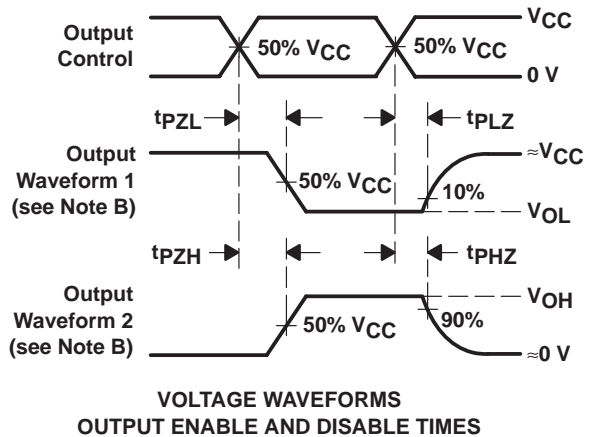 Output
Control
50% VCC
50% VCC
VCC
0 V
tPZL
tPLZ
Output
Waveform 1
(see Note B)
50% VCC
10%
≈VCC
VOL
tPZH
tPHZ
Output
Waveform 2
(see Note B)
50% VCC
90%
VOH
≈0 V
VOLTAGE WAVEFORMS
OUTPUT ENABLE AND DISABLE TIMES